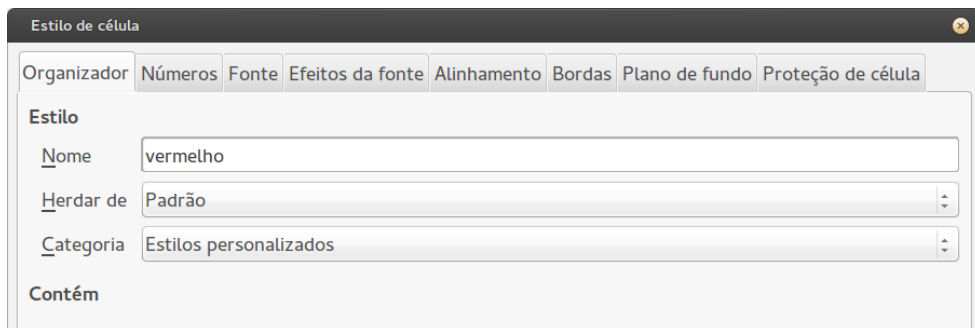 Estilo de célula
Organizador Números Fonte Efeitos da fonte Alinhamento Bordas Plano de fundo Proteção de célula
Estilo
Nome vermelho
Herdar de Padrão
Categoria Estilos personalizados
Contém